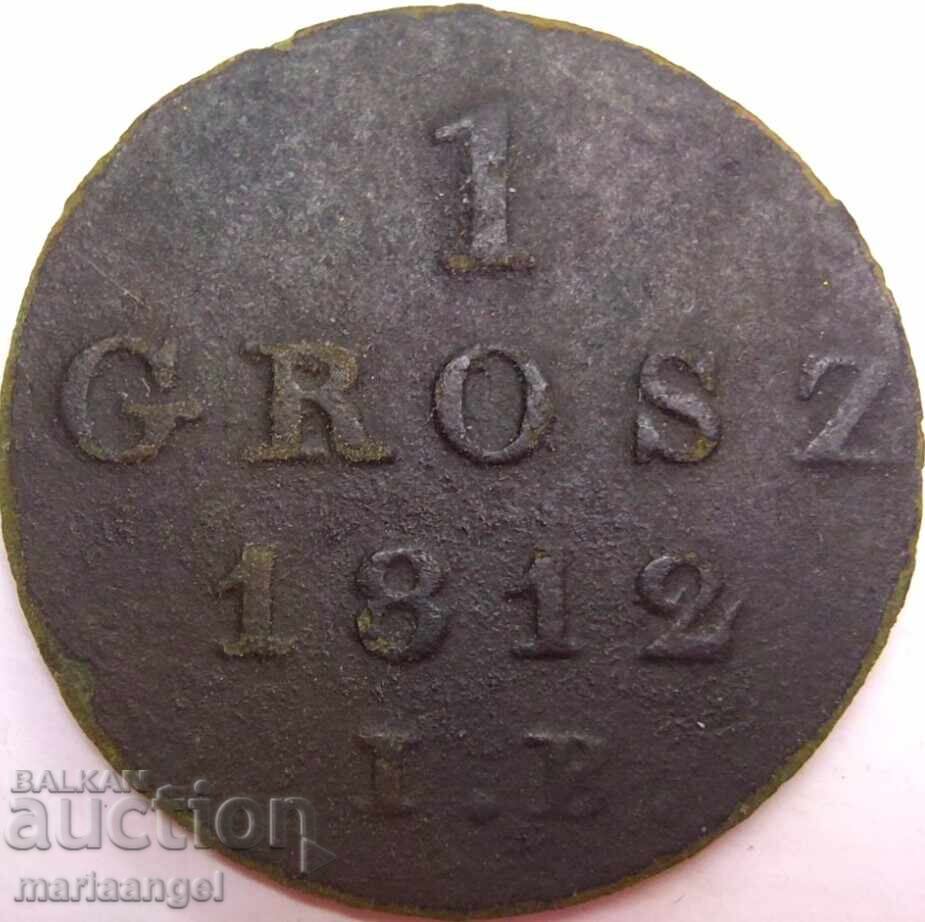 1
GROSZ
1812
I.B
BALKAN
auction
mariaangel